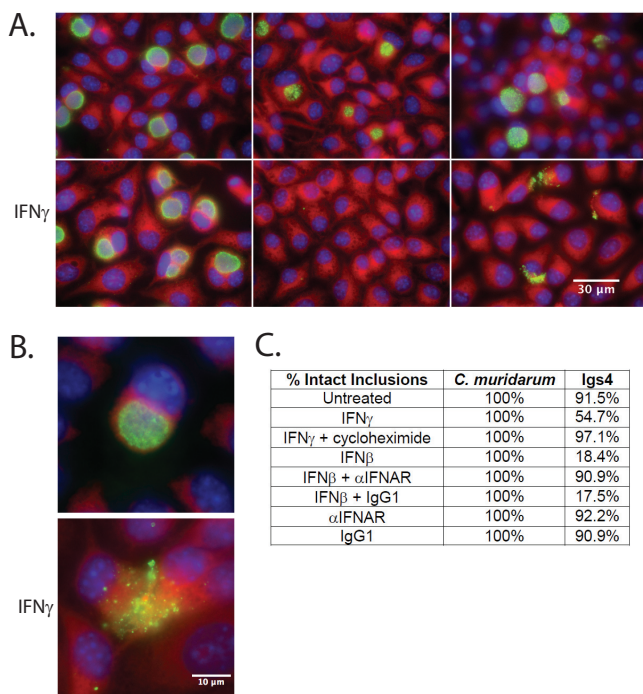 A.
IFNγ
30 µm
B.
IFNγ
10 µm
C.
% Intact Inclusions C. muridarum Igs4
Untreated 100% 91.5%
IFNγ 100% 54.7%
IFNγ + cycloheximide 100% 97.1%
IFNβ 100% 18.4%
IFNβ + αIFNAR 100% 90.9%
IFNβ + IgG1 100% 17.5%
αIFNAR 100% 92.2%
IgG1 100% 90.9%